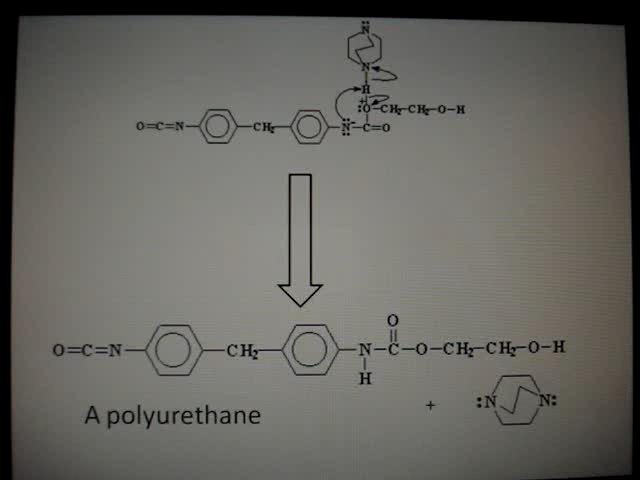 N
N
H
O=C=N CH₂ N⁻ C=O
+ :O CH₂ CH₂ O H
O
O=C=N CH₂ N C O CH₂ CH₂ O H
H
A polyurethane
+ :N N: